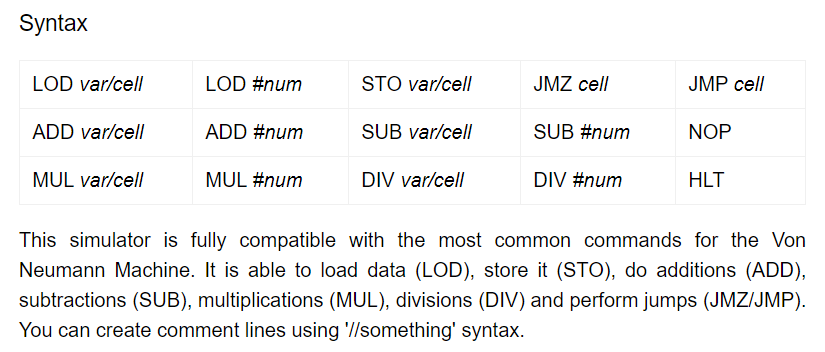 Syntax
LOD var/cell LOD #num STO var/cell JMZ cell JMP cell
ADD var/cell ADD #num SUB var/cell SUB #num NOP
MUL var/cell MUL #num DIV var/cell DIV #num HLT
This simulator is fully compatible with the most common commands for the Von
Neumann Machine. It is able to load data (LOD), store it (STO), do additions (ADD),
subtractions (SUB), multiplications (MUL), divisions (DIV) and perform jumps (JMZ/JMP).
You can create comment lines using '//something' syntax.